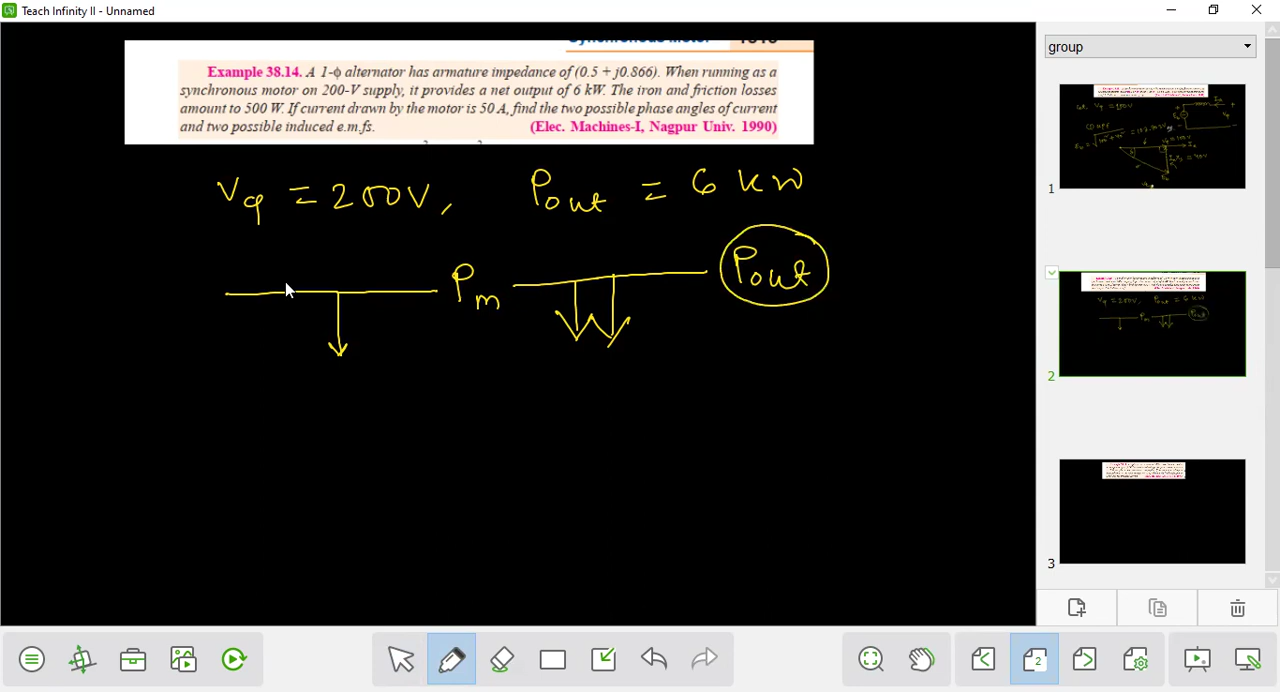 Teach Infinity II - Unnamed
Example 38.14. A 1-ϕ alternator has armature impedance of (0.5 + j0.866). When running as a
synchronous motor on 200-V supply, it provides a net output of 6 kW. The iron and friction losses
amount to 500 W. If current drawn by the motor is 50 A, find the two possible phase angles of current
and two possible induced e.m.fs. (Elec. Machines-I, Nagpur Univ. 1990)
Vφ = 200V, Pout = 6 kW
Pm Pout
group
1
2
3
2